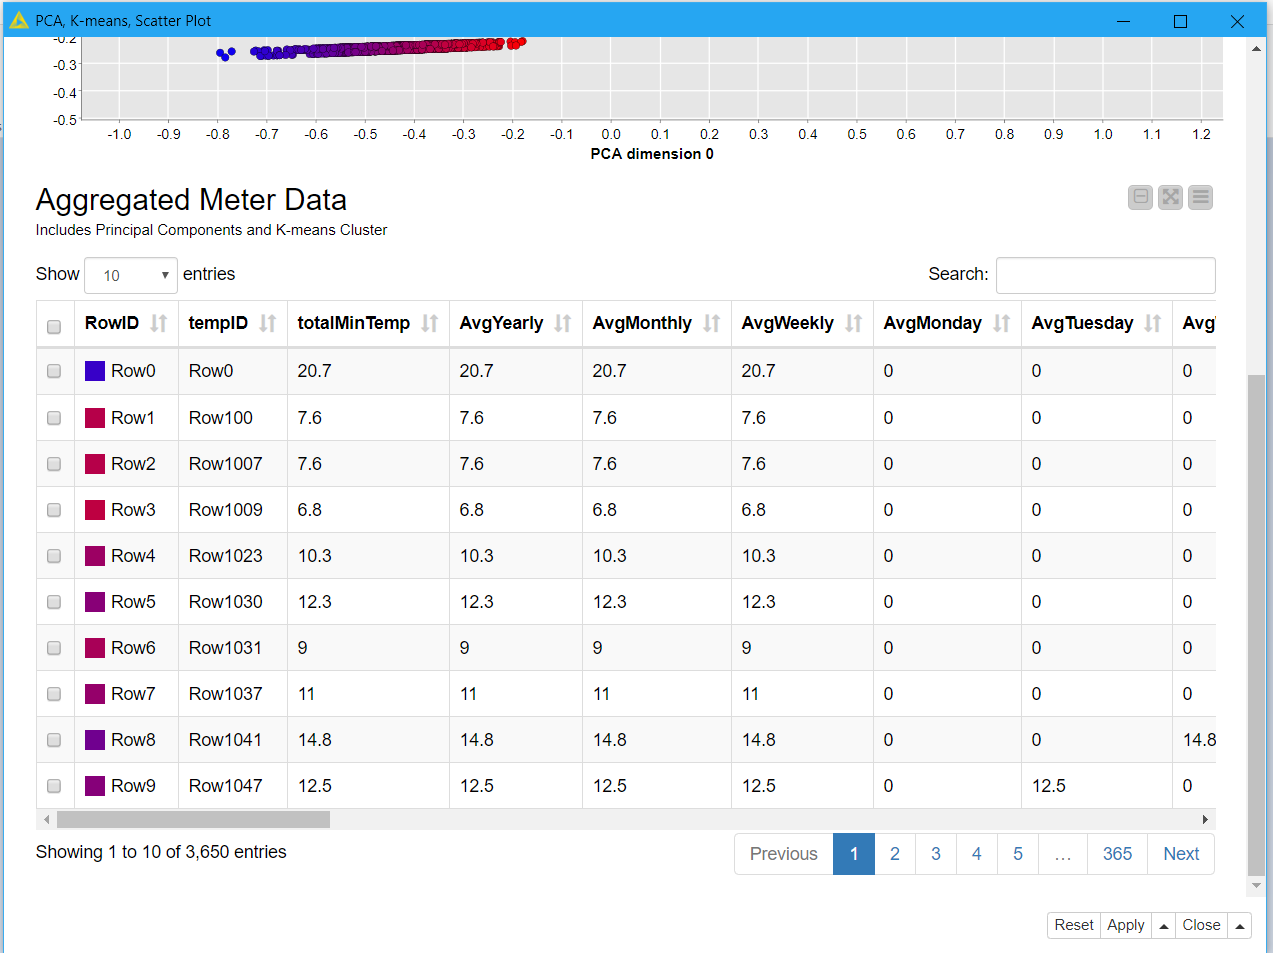 PCA, K-means, Scatter Plot
-0.2
-0.3
-0.4
-0.5
-1.0 -0.9 -0.8 -0.7 -0.6 -0.5 -0.4 -0.3 -0.2 -0.1 0.0 0.1 0.2 0.3 0.4 0.5 0.6 0.7 0.8 0.9 1.0 1.1 1.2
PCA dimension 0
Aggregated Meter Data
Includes Principal Components and K-means Cluster
Show 10 entries Search:
RowID tempID totalMinTemp AvgYearly AvgMonthly AvgWeekly AvgMonday AvgTuesday Avg
Row0 Row0 20.7 20.7 20.7 20.7 0 0 0
Row1 Row100 7.6 7.6 7.6 7.6 0 0 0
Row2 Row1007 7.6 7.6 7.6 7.6 0 0 0
Row3 Row1009 6.8 6.8 6.8 6.8 0 0 0
Row4 Row1023 10.3 10.3 10.3 10.3 0 0 0
Row5 Row1030 12.3 12.3 12.3 12.3 0 0 0
Row6 Row1031 9 9 9 9 0 0 0
Row7 Row1037 11 11 11 11 0 0 0
Row8 Row1041 14.8 14.8 14.8 14.8 0 0 14.8
Row9 Row1047 12.5 12.5 12.5 12.5 0 12.5 0
Showing 1 to 10 of 3,650 entries Previous 1 2 3 4 5 … 365 Next
Reset Apply Close